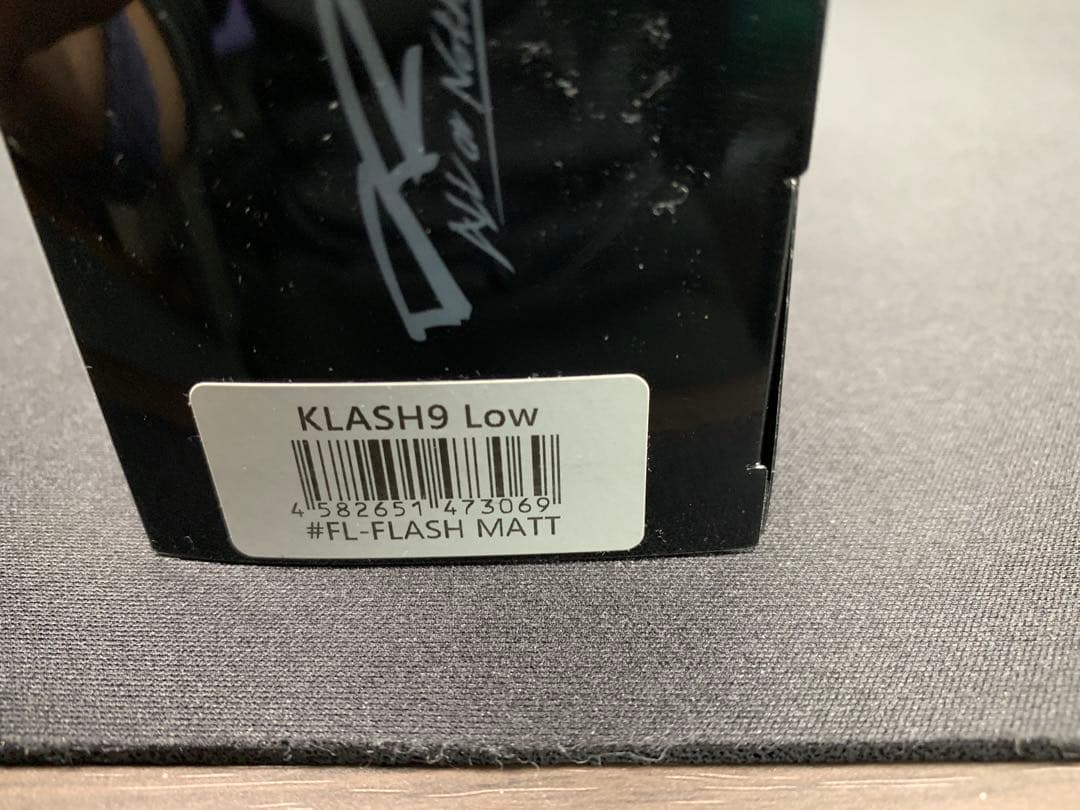 KLASH9 Low
4 582651 473069
#FL-FLASH MATT